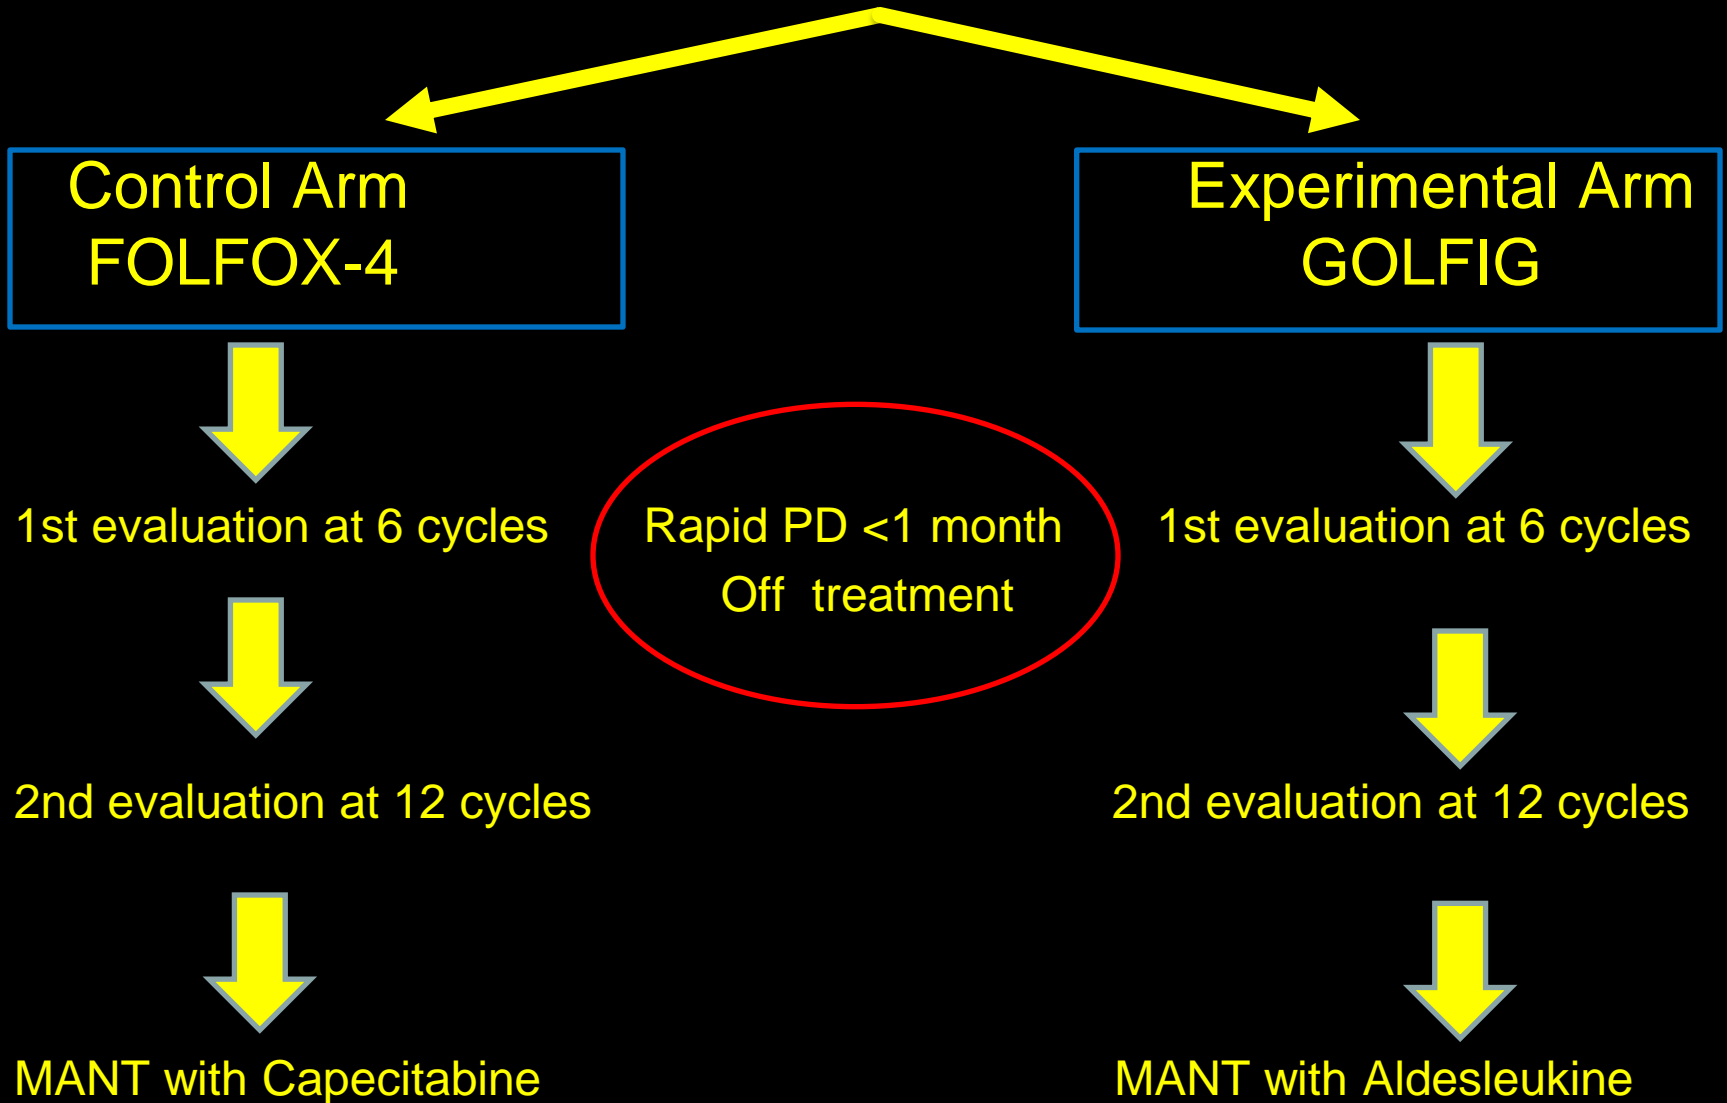 Control Arm
FOLFOX-4
Experimental Arm
GOLFIG
1st evaluation at 6 cycles
Rapid PD <1 month
Off treatment
1st evaluation at 6 cycles
2nd evaluation at 12 cycles
2nd evaluation at 12 cycles
MANT with Capecitabine
MANT with Aldesleukine